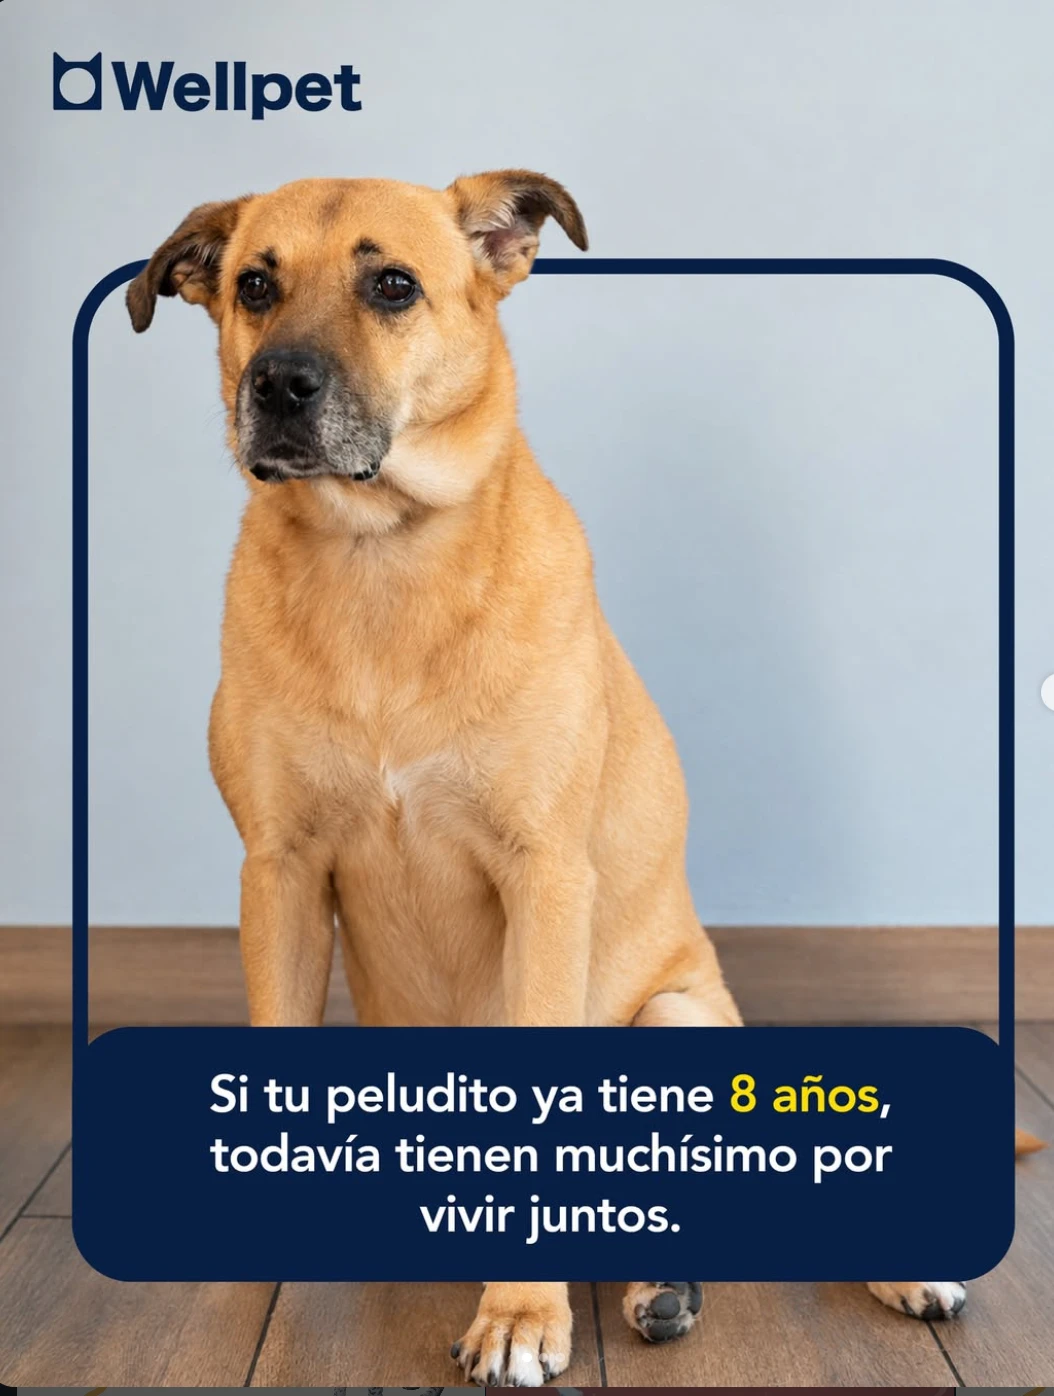 Wellpet
Si tu peludito ya tiene 8 años,
todavía tienen muchísimo por
vivir juntos.